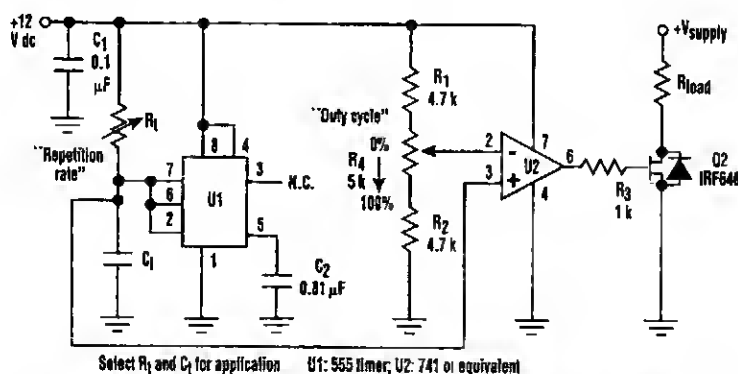 +12
V dc
C1
0.1
µF
Rt
"Repetition
rate"
8
4
7
6
2
U1
3
N.C.
5
1
Ct
C2
0.01 µF
R1
4.7 k
"Duty cycle"
0%
R4
5 k
100%
R2
4.7 k
2
-
3
+
U2
7
6
4
R3
1 k
+Vsupply
Rload
Q2
IRF640
Select Rt and Ct for application U1: 555 timer; U2: 741 or equivalent